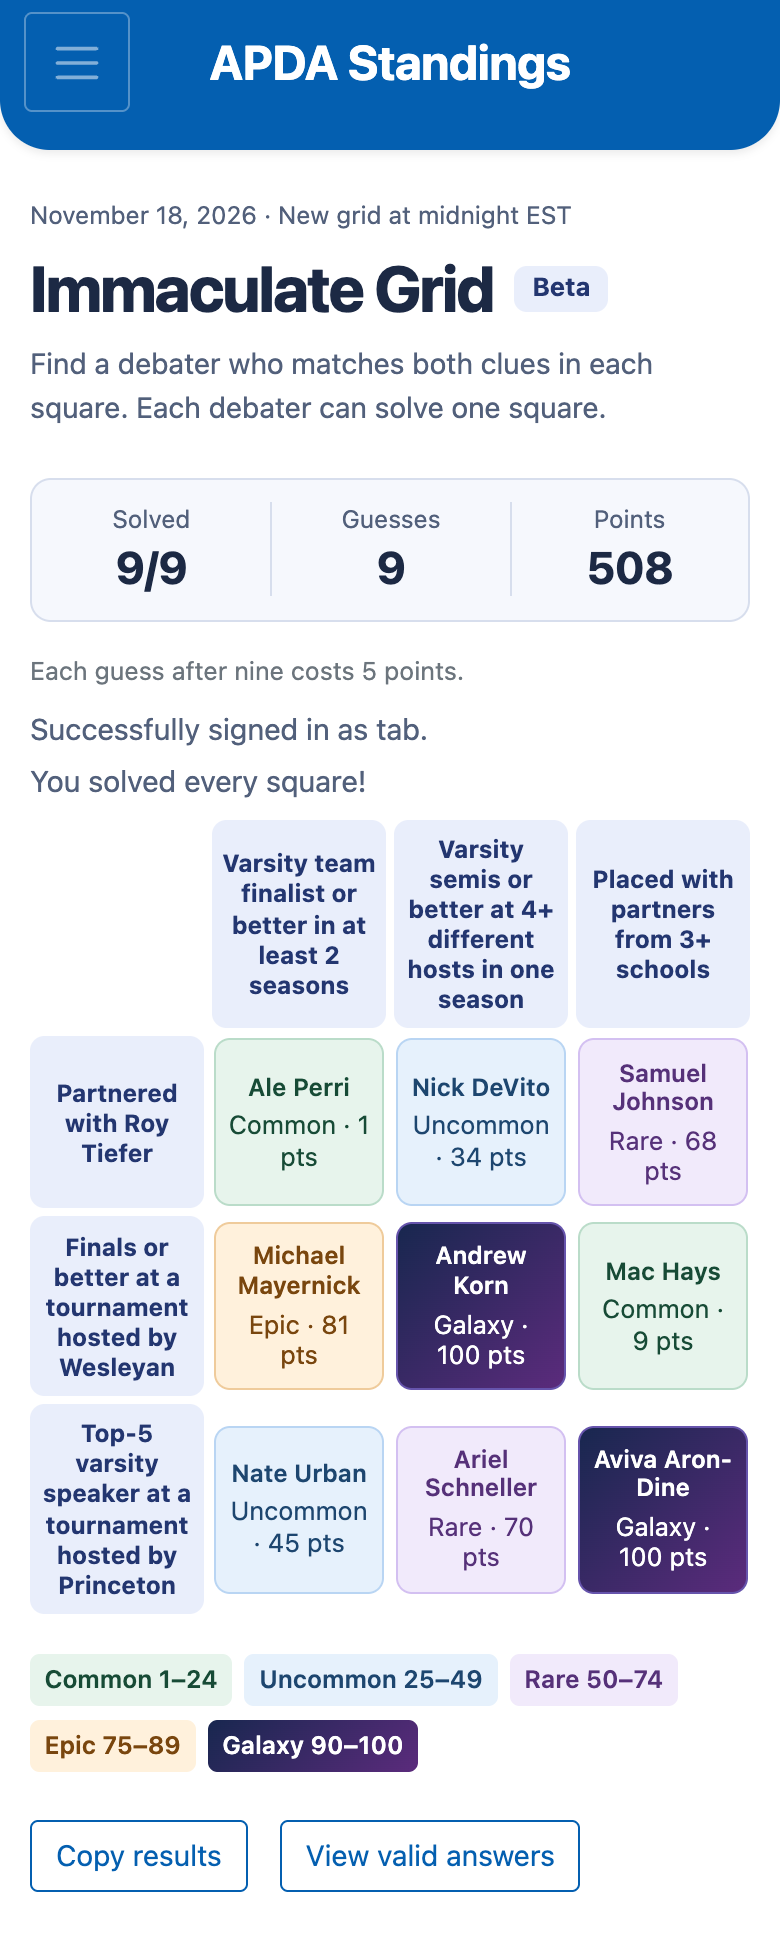 APDA Standings
November 18, 2026 · New grid at midnight EST
Immaculate Grid Beta
Find a debater who matches both clues in each
square. Each debater can solve one square.
Solved
9/9
Guesses
9
Points
508
Each guess after nine costs 5 points.
Successfully signed in as tab.
You solved every square!
Varsity team
finalist or
better in at
least 2
seasons
Varsity
semis or
better at 4+
different
hosts in one
season
Placed with
partners
from 3+
schools
Partnered
with Roy
Tiefer
Ale Perri
Common · 1
pts
Nick DeVito
Uncommon
· 34 pts
Samuel
Johnson
Rare · 68
pts
Finals or
better at a
tournament
hosted by
Wesleyan
Michael
Mayernick
Epic · 81
pts
Andrew
Korn
Galaxy ·
100 pts
Mac Hays
Common ·
9 pts
Top-5
varsity
speaker at a
tournament
hosted by
Princeton
Nate Urban
Uncommon
· 45 pts
Ariel
Schneller
Rare · 70
pts
Aviva Aron-
Dine
Galaxy ·
100 pts
Common 1–24
Uncommon 25–49
Rare 50–74
Epic 75–89
Galaxy 90–100
Copy results
View valid answers